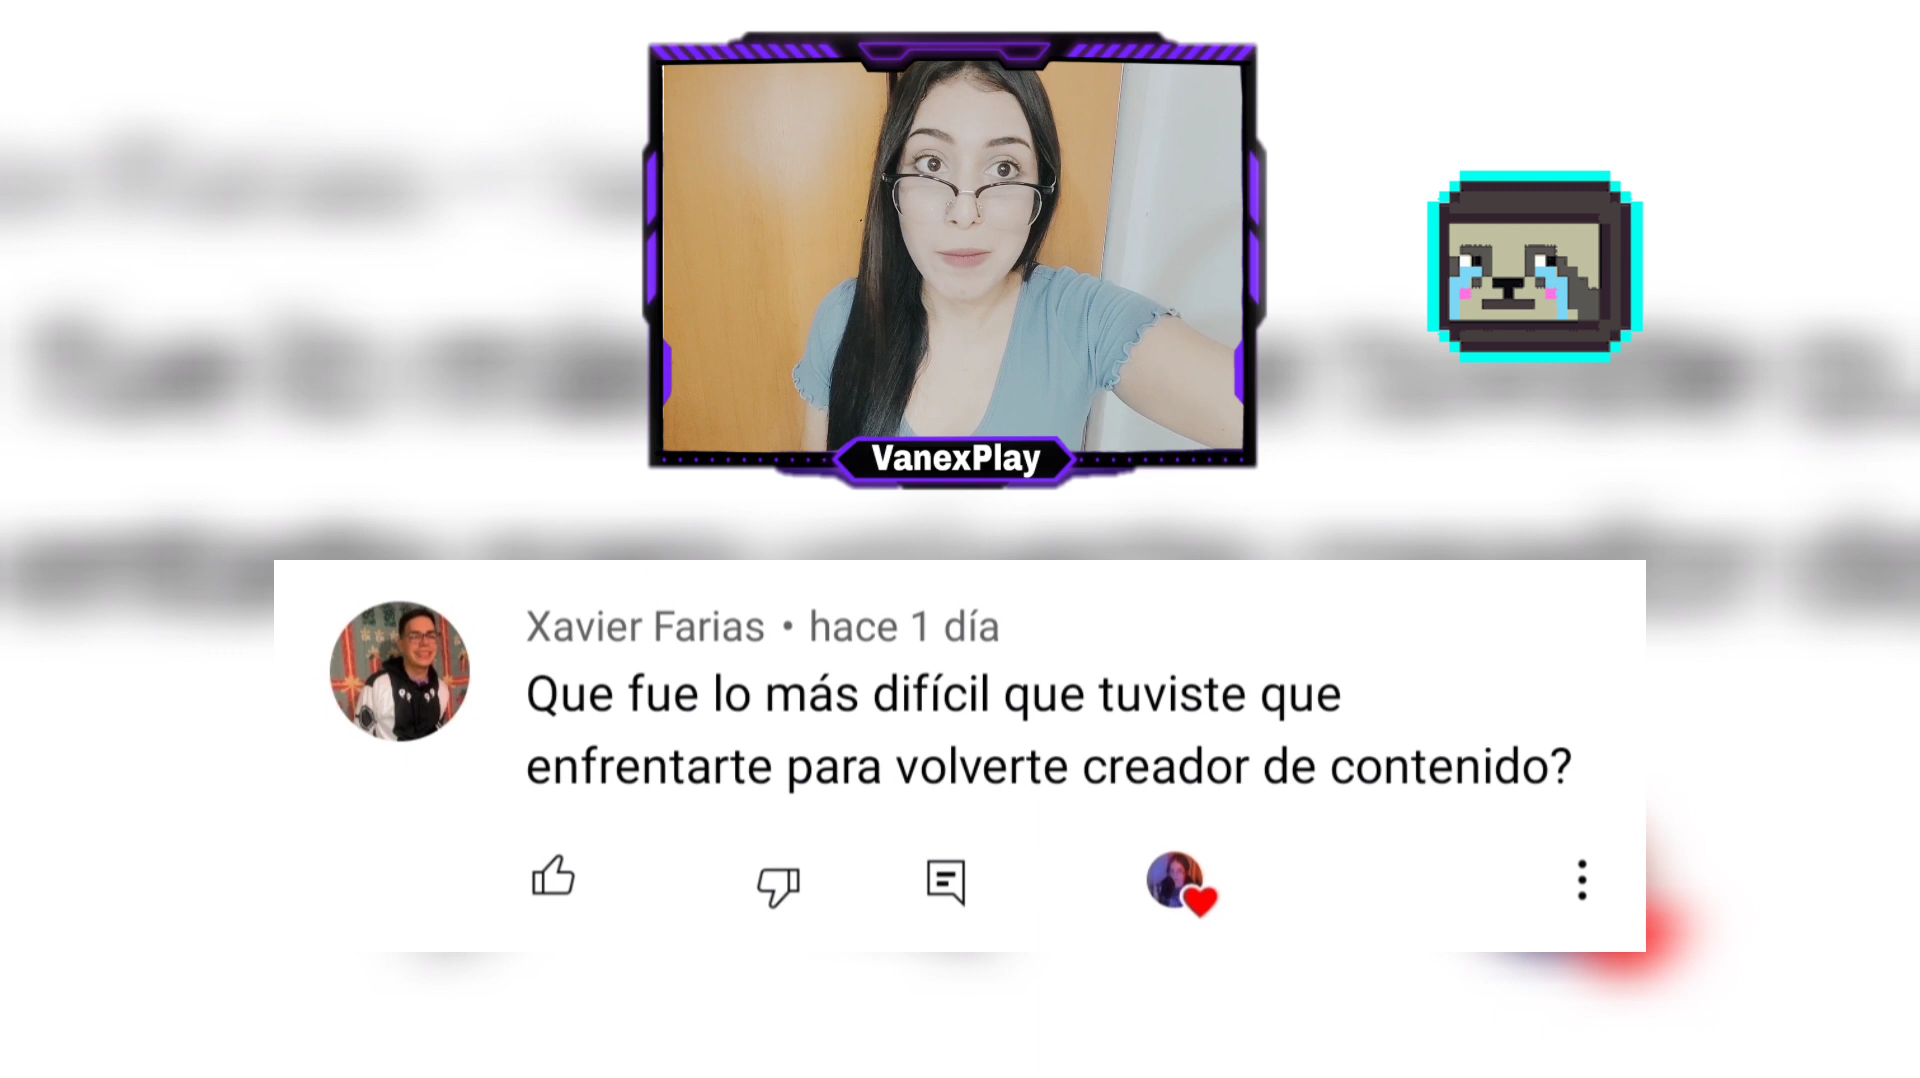 VanexPlay
Xavier Farias • hace 1 día
Que fue lo más difícil que tuviste que
enfrentarte para volverte creador de contenido?